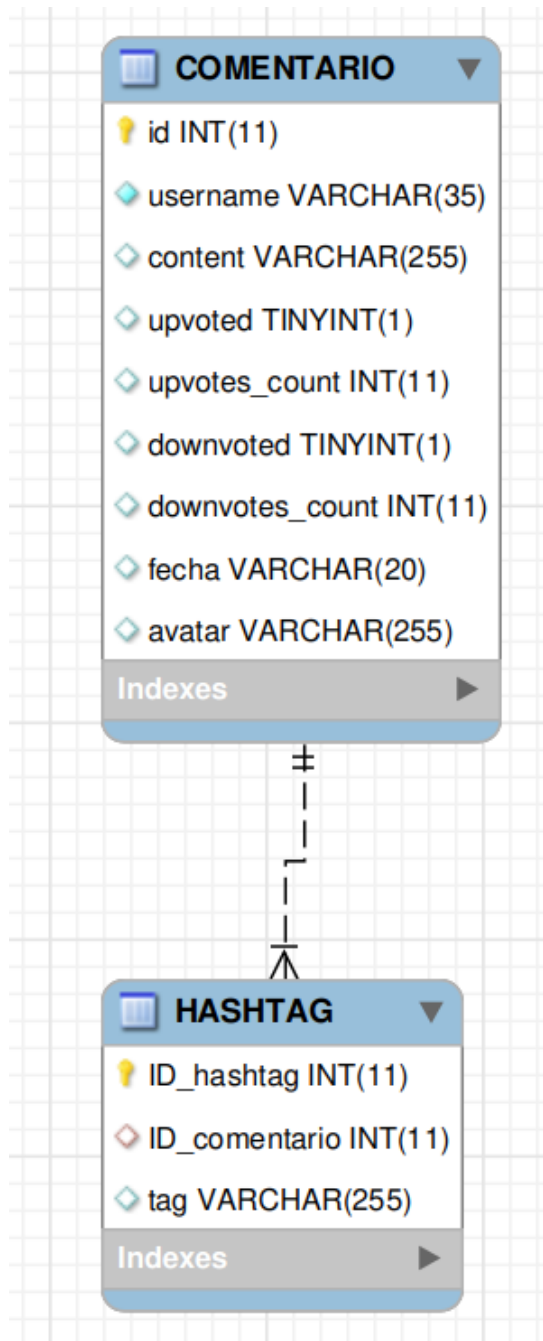 COMENTARIO
id INT(11)
username VARCHAR(35)
content VARCHAR(255)
upvoted TINYINT(1)
upvotes_count INT(11)
downvoted TINYINT(1)
downvotes_count INT(11)
fecha VARCHAR(20)
avatar VARCHAR(255)
Indexes
HASHTAG
ID_hashtag INT(11)
ID_comentario INT(11)
tag VARCHAR(255)
Indexes